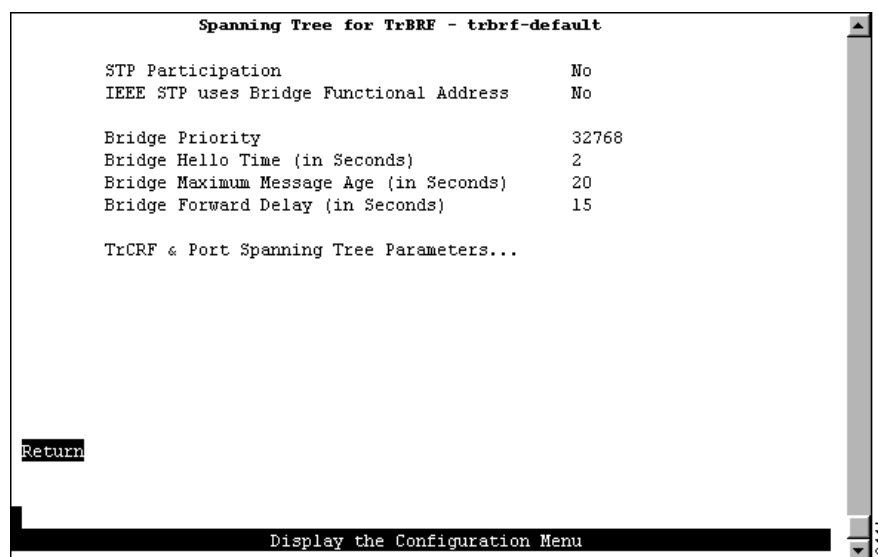 Spanning Tree for TrBRF - trbrf-default
STP Participation No
IEEE STP uses Bridge Functional Address No
Bridge Priority 32768
Bridge Hello Time (in Seconds) 2
Bridge Maximum Message Age (in Seconds) 20
Bridge Forward Delay (in Seconds) 15
TrCRF & Port Spanning Tree Parameters...
Return
Display the Configuration Menu